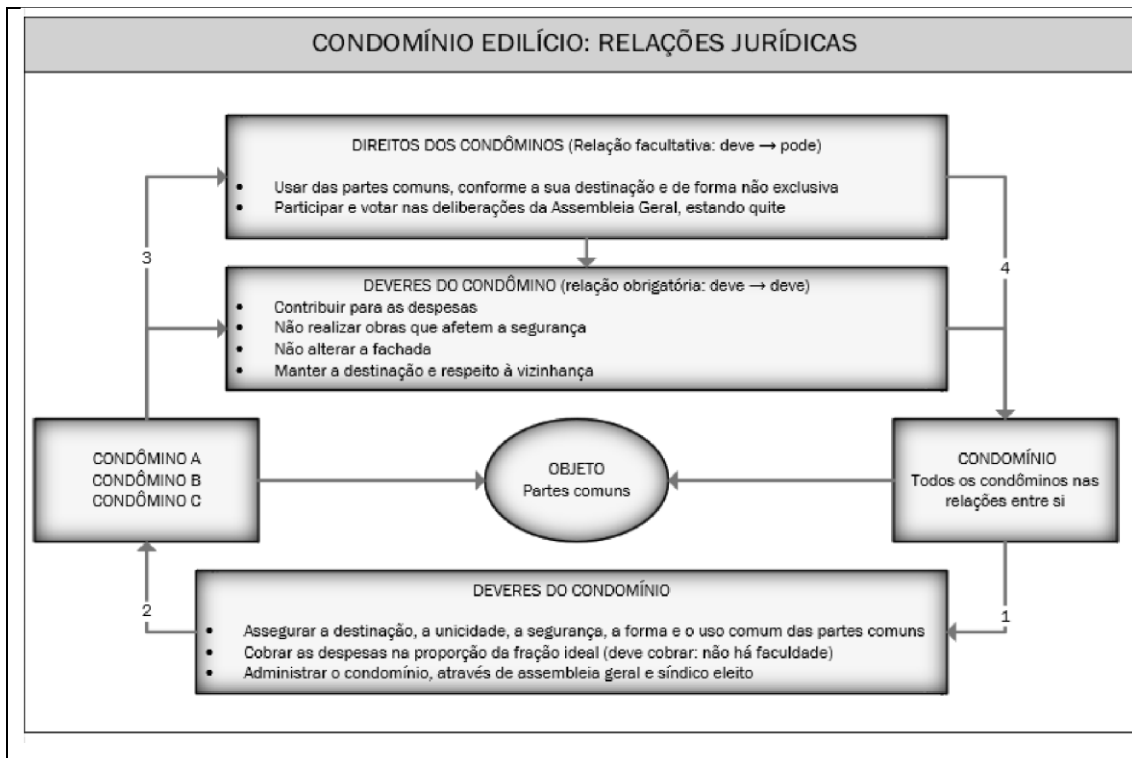 CONDOMÍNIO EDILÍCIO: RELAÇÕES JURÍDICAS
DIREITOS DOS CONDÔMINOS (Relação facultativa: deve → pode)
• Usar das partes comuns, conforme a sua destinação e de forma não exclusiva
• Participar e votar nas deliberações da Assembleia Geral, estando quite
3
4
DEVERES DO CONDÔMINO (relação obrigatória: deve → deve)
• Contribuir para as despesas
• Não realizar obras que afetem a segurança
• Não alterar a fachada
• Manter a destinação e respeito à vizinhança
CONDÔMINO A
CONDÔMINO B
CONDÔMINO C
OBJETO
Partes comuns
CONDOMÍNIO
Todos os condôminos nas
relações entre si
2
1
DEVERES DO CONDOMÍNIO
• Assegurar a destinação, a unicidade, a segurança, a forma e o uso comum das partes comuns
• Cobrar as despesas na proporção da fração ideal (deve cobrar: não há faculdade)
• Administrar o condomínio, através de assembleia geral e síndico eleito